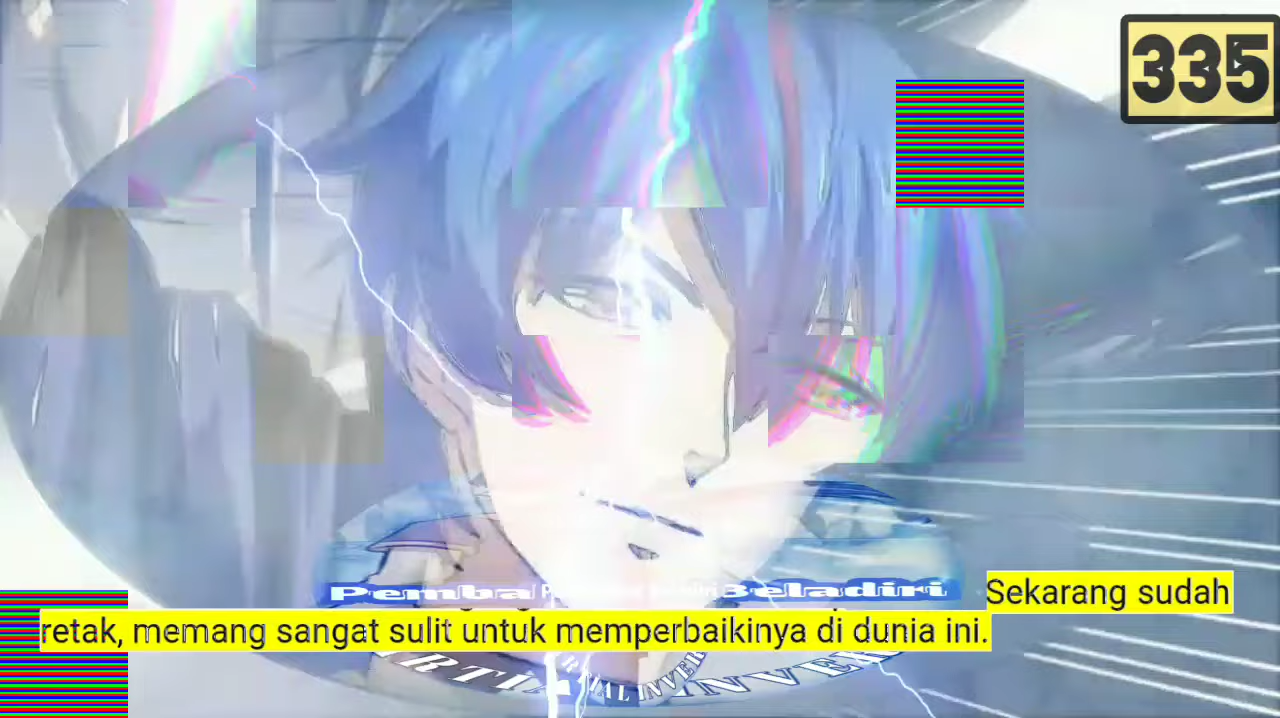 335
Pemba Beladiri
Sekarang sudah
retak, memang sangat sulit untuk memperbaikinya di dunia ini.